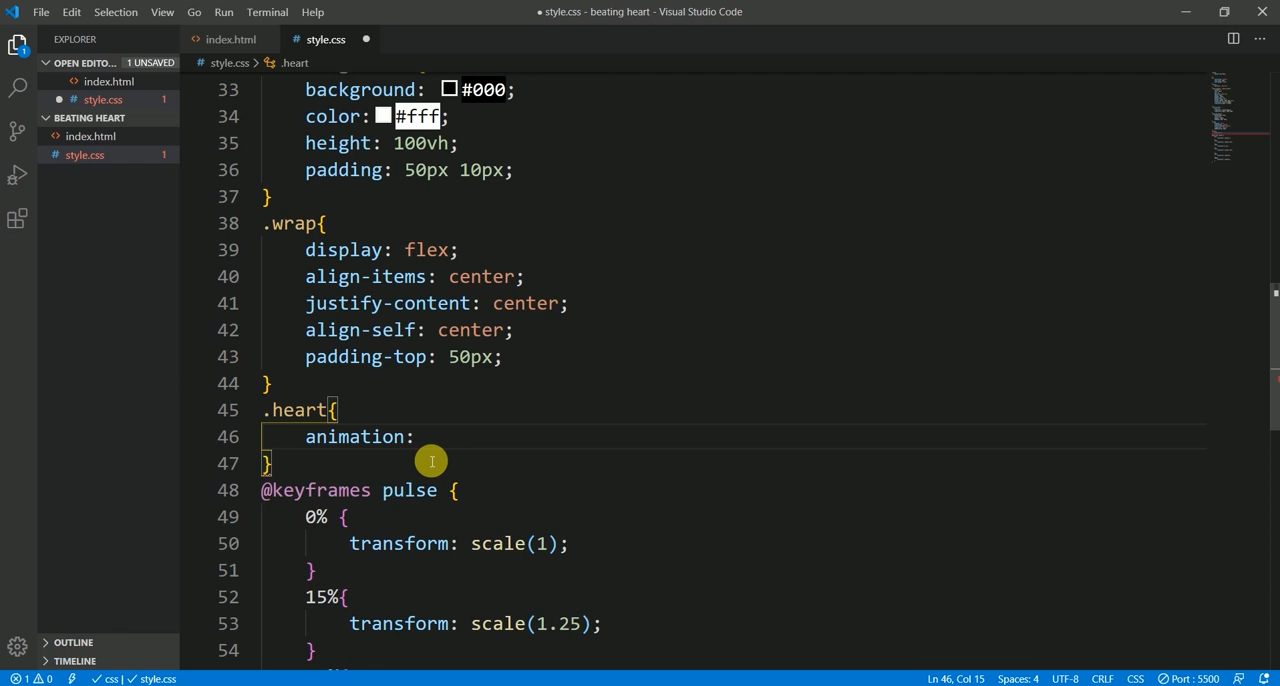 File Edit Selection View Go Run Terminal Help
● style.css - beating heart - Visual Studio Code
EXPLORER
index.html
# style.css
OPEN EDITO... 1 UNSAVED
# style.css > .heart
index.html
# style.css 1
BEATING HEART
index.html
# style.css 1
1
33 background: #000;
34 color: #fff;
35 height: 100vh;
36 padding: 50px 10px;
37 }
38 .wrap{
39 display: flex;
40 align-items: center;
41 justify-content: center;
42 align-self: center;
43 padding-top: 50px;
44 }
45 .heart{
46 animation:
47 }
48 @keyframes pulse {
49 0% {
50 transform: scale(1);
51 }
52 15%{
53 transform: scale(1.25);
54 }
OUTLINE
TIMELINE
1 0 css | style.css
Ln 46, Col 15 Spaces: 4 UTF-8 CRLF CSS Port : 5500